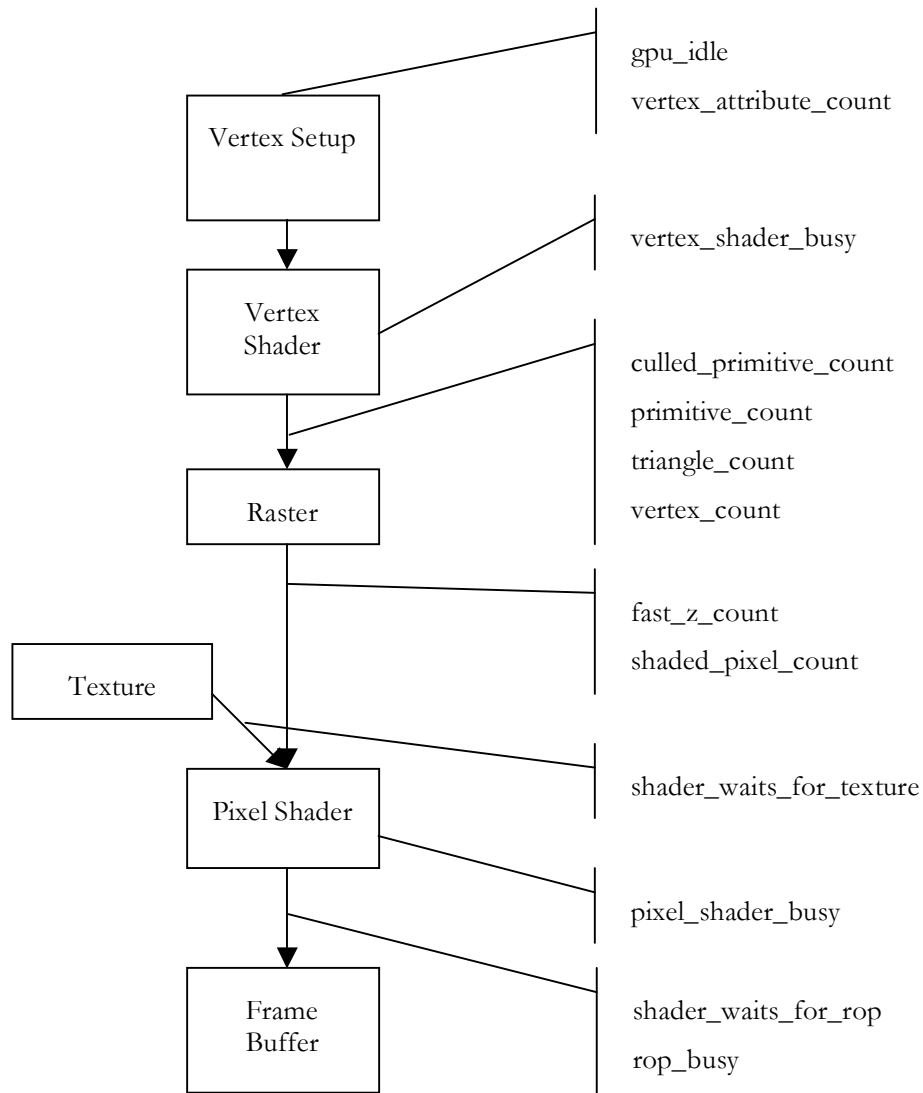 gpu_idle
vertex_attribute_count
Vertex Setup
vertex_shader_busy
Vertex
Shader
culled_primitive_count
primitive_count
triangle_count
vertex_count
Raster
fast_z_count
shaded_pixel_count
Texture
shader_waits_for_texture
Pixel Shader
pixel_shader_busy
Frame
Buffer
shader_waits_for_rop
rop_busy